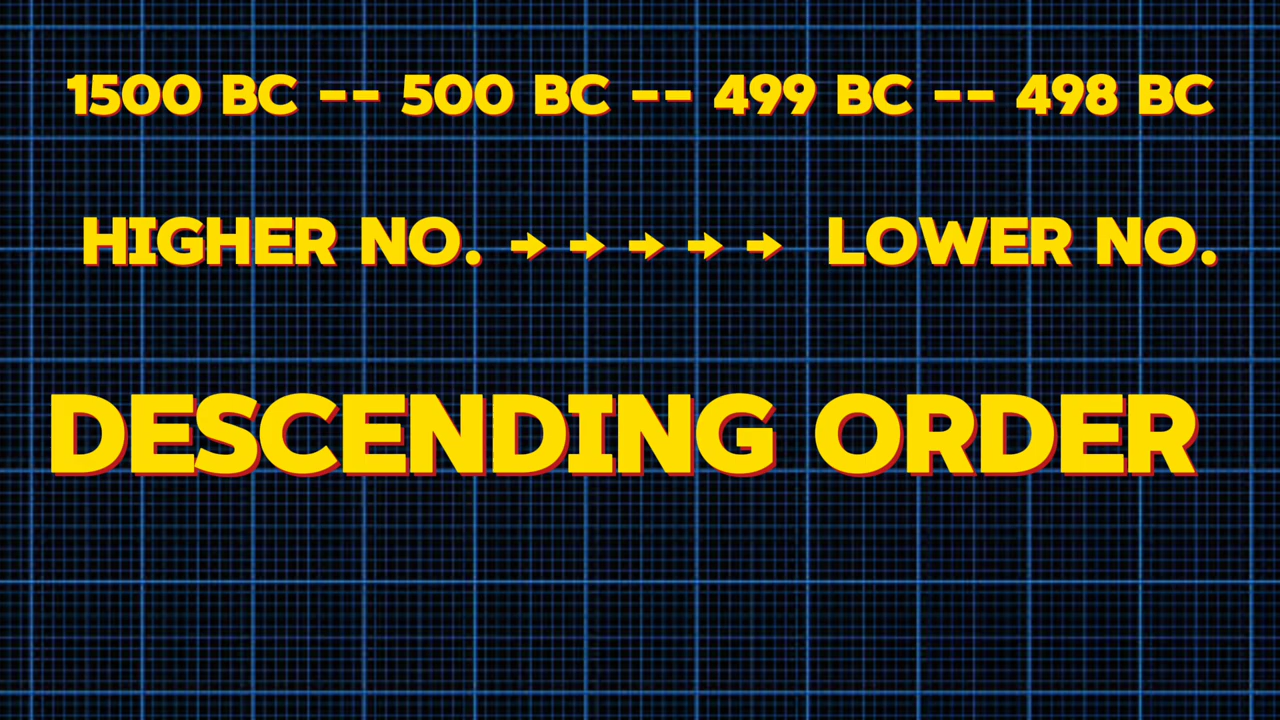 1500 BC -- 500 BC -- 499 BC -- 498 BC
HIGHER NO. → → → → → LOWER NO.
DESCENDING ORDER